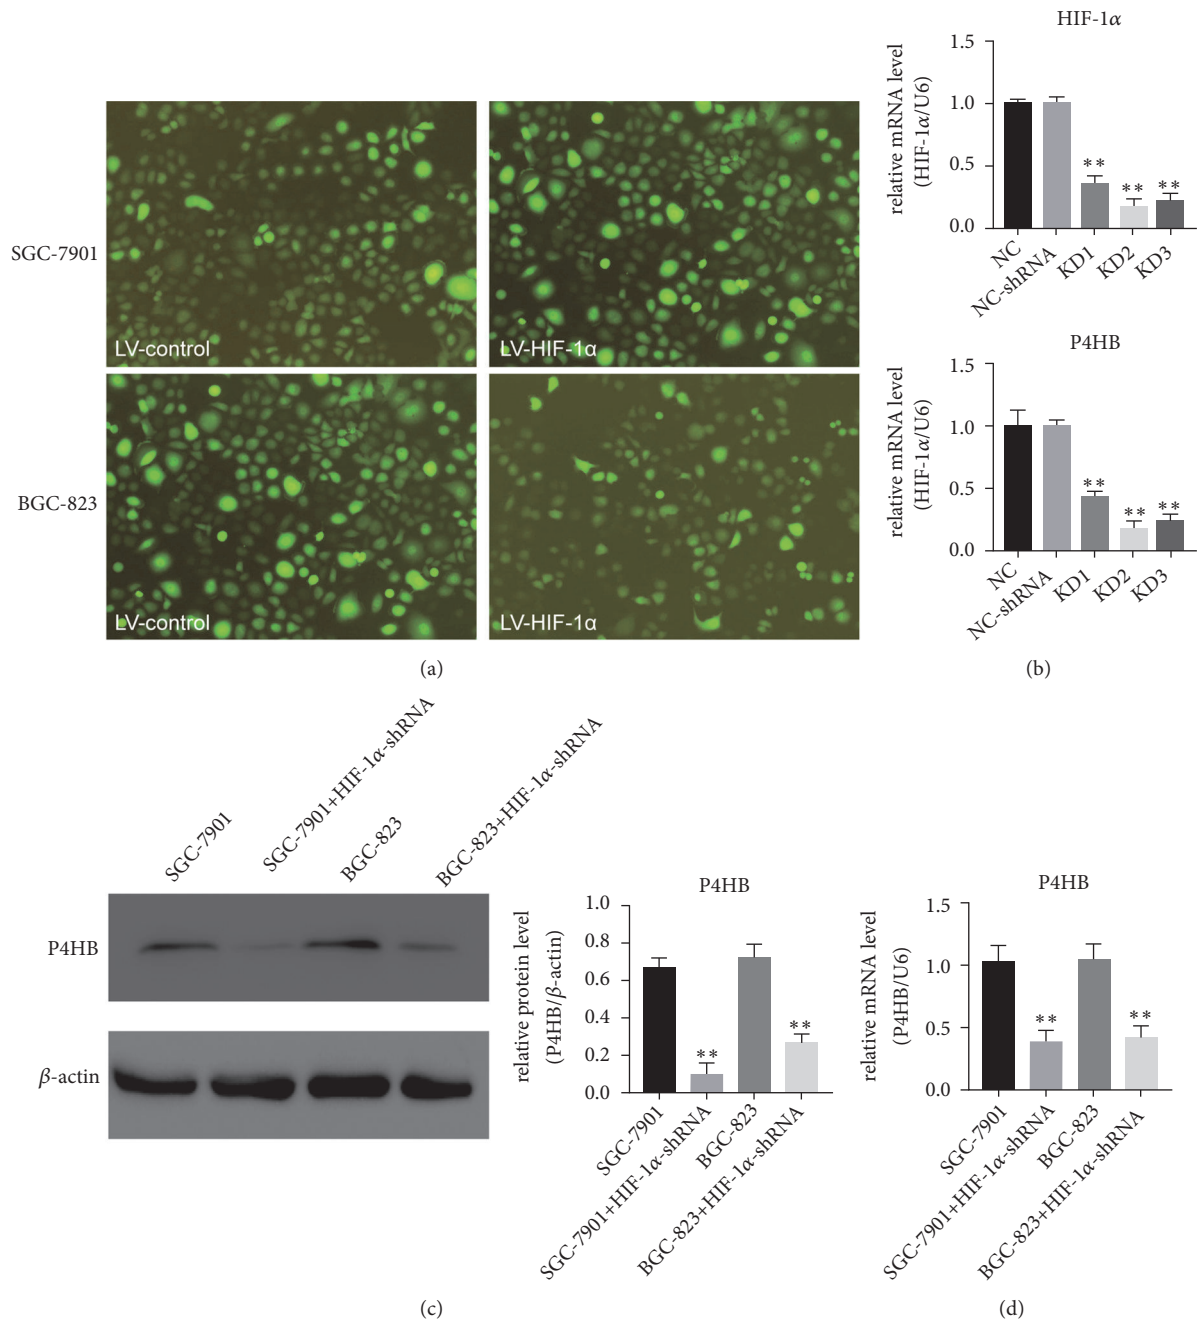 SGC-7901
LV-control
LV-HIF-1α
BGC-823
LV-control
LV-HIF-1α
(a)
HIF-1α
relative mRNA level
(HIF-1α/U6)
1.5
1.0
0.5
0.0
**
**
**
NC
NC-shRNA
KD1
KD2
KD3
P4HB
relative mRNA level
(HIF-1α/U6)
1.5
1.0
0.5
0.0
**
**
**
NC
NC-shRNA
KD1
KD2
KD3
(b)
SGC-7901
SGC-7901+HIF-1α-shRNA
BGC-823
BGC-823+HIF-1α-shRNA
P4HB
β-actin
P4HB
relative protein level
(P4HB/β-actin)
1.0
0.8
0.6
0.4
0.2
0.0
**
**
SGC-7901
SGC-7901+HIF-1α-shRNA
BGC-823
BGC-823+HIF-1α-shRNA
(c)
P4HB
relative mRNA level
(P4HB/U6)
1.5
1.0
0.5
0.0
**
**
SGC-7901
SGC-7901+HIF-1α-shRNA
BGC-823
BGC-823+HIF-1α-shRNA
(d)